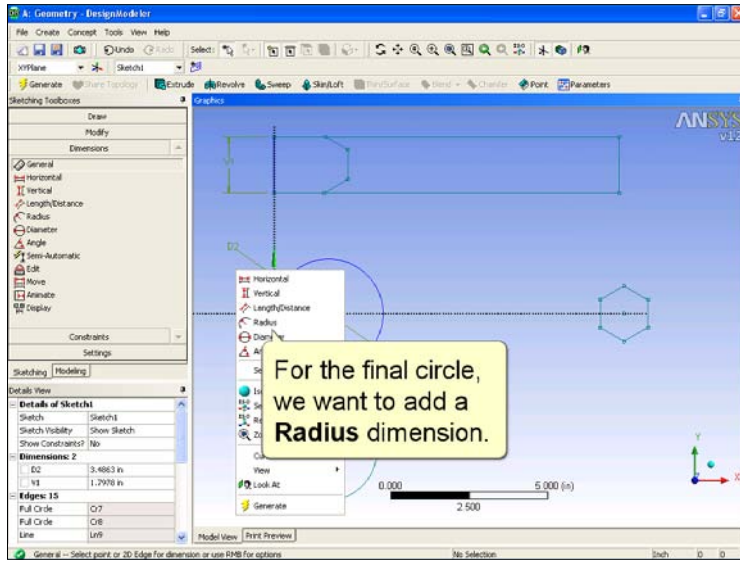 A: Geometry - DesignModeler
File Create Concept Tools View Help
Undo Redo Select:
XYPlane Sketch1
Generate Share Topology Extrude Revolve Sweep Skin/Loft Thin/Surface Blend Chamfer Point Parameters
Sketching Toolboxes
Draw
Modify
Dimensions
General
Horizontal
Vertical
Length/Distance
Radius
Diameter
Angle
Semi-Automatic
Edit
Move
Animate
Display
Constraints
Settings
Sketching Modeling
Details View
Details of Sketch1
Sketch Sketch1
Sketch Visibility Show Sketch
Show Constraints? No
Dimensions: 2
D2 3.4863 in
V1 1.7978 in
Edges: 15
Full Circle Cr7
Full Circle Cr8
Line Ln9
Graphics
ANSYS
v12
V1
D2
Horizontal
Vertical
Length/Distance
Radius
For the final circle,
we want to add a
Radius dimension.
View
Look At
Generate
0.000 5.000 (in)
2.500
Y
X
Model View Print Preview
General -- Select point or 2D Edge for dimension or use RMB for options No Selection Inch 0 0